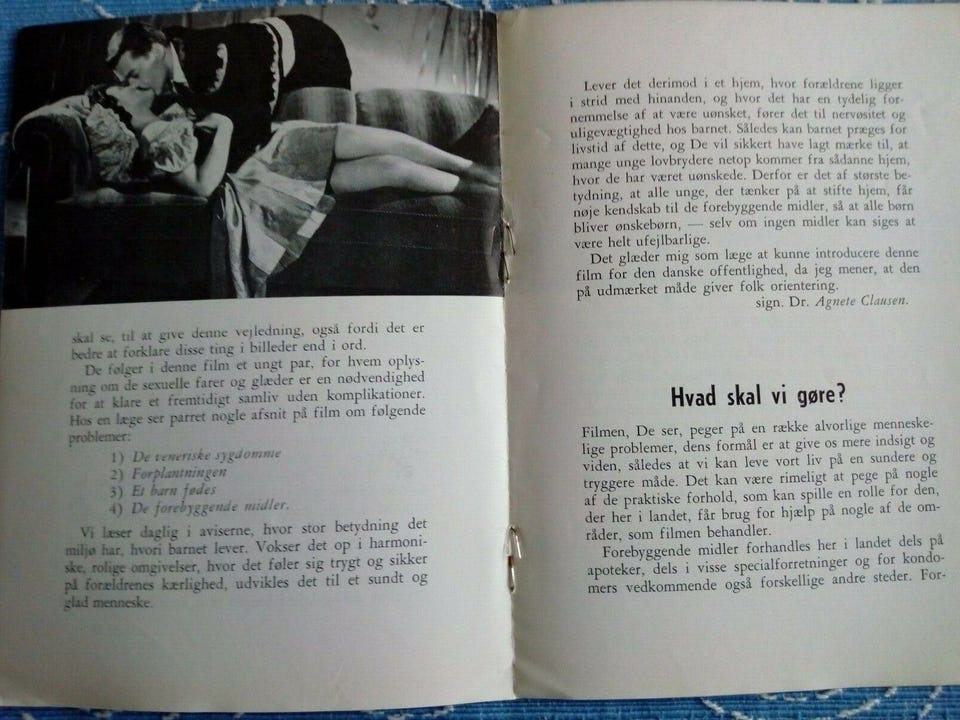 skal se, til at give denne vejledning, også fordi det er
bedre at forklare disse ting i billeder end i ord.
De følger i denne film et ungt par, for hvem oplys-
ning om de sexuelle farer og glæder er en nødvendighed
for at klare et fremtidigt samliv uden komplikationer.
Hos en læge ser parret nogle afsnit på film om følgende
problemer:
1) De veneriske sygdomme
2) Forplantningen
3) Et barn fødes
4) De forebyggende midler.
Vi læser daglig i aviserne, hvor stor betydning det
miljø har, hvori barnet lever. Vokser det op i harmoni-
ske, rolige omgivelser, hvor det føler sig trygt og sikker
på forældrenes kærlighed, udvikles det til et sundt og
glad menneske.
Lever det derimod i et hjem, hvor forældrene ligger
i strid med hinanden, og hvor det har en tydelig for-
nemmelse af at være uønsket, fører det til nervøsitet og
uligevægtighed hos barnet. Således kan barnet præges for
livstid af dette, og De vil sikkert have lagt mærke til, at
mange unge lovbrydere netop kommer fra sådanne hjem,
hvor de har været uønskede. Derfor er det af største be-
tydning, at alle unge, der tænker på at stifte hjem, får
nøje kendskab til de forebyggende midler, så at alle børn
bliver ønskebørn, — selv om ingen midler kan siges at
være helt ufejlbarlige.
Det glæder mig som læge at kunne introducere denne
film for den danske offentlighed, da jeg mener, at den
på udmærket måde giver folk orientering.
sign. Dr. Agnete Clausen.
Hvad skal vi gøre?
Filmen, De ser, peger på en række alvorlige menneske-
lige problemer, dens formål er at give os mere indsigt og
viden, således at vi kan leve vort liv på en sundere og
tryggere måde. Det kan være rimeligt at pege på nogle
af de praktiske forhold, som kan spille en rolle for den,
der her i landet, får brug for hjælp på nogle af de om-
råder, som filmen behandler.
Forebyggende midler forhandles her i landet dels på
apoteker, dels i visse specialforretninger og for kondo-
mers vedkommende også forskellige andre steder. For-